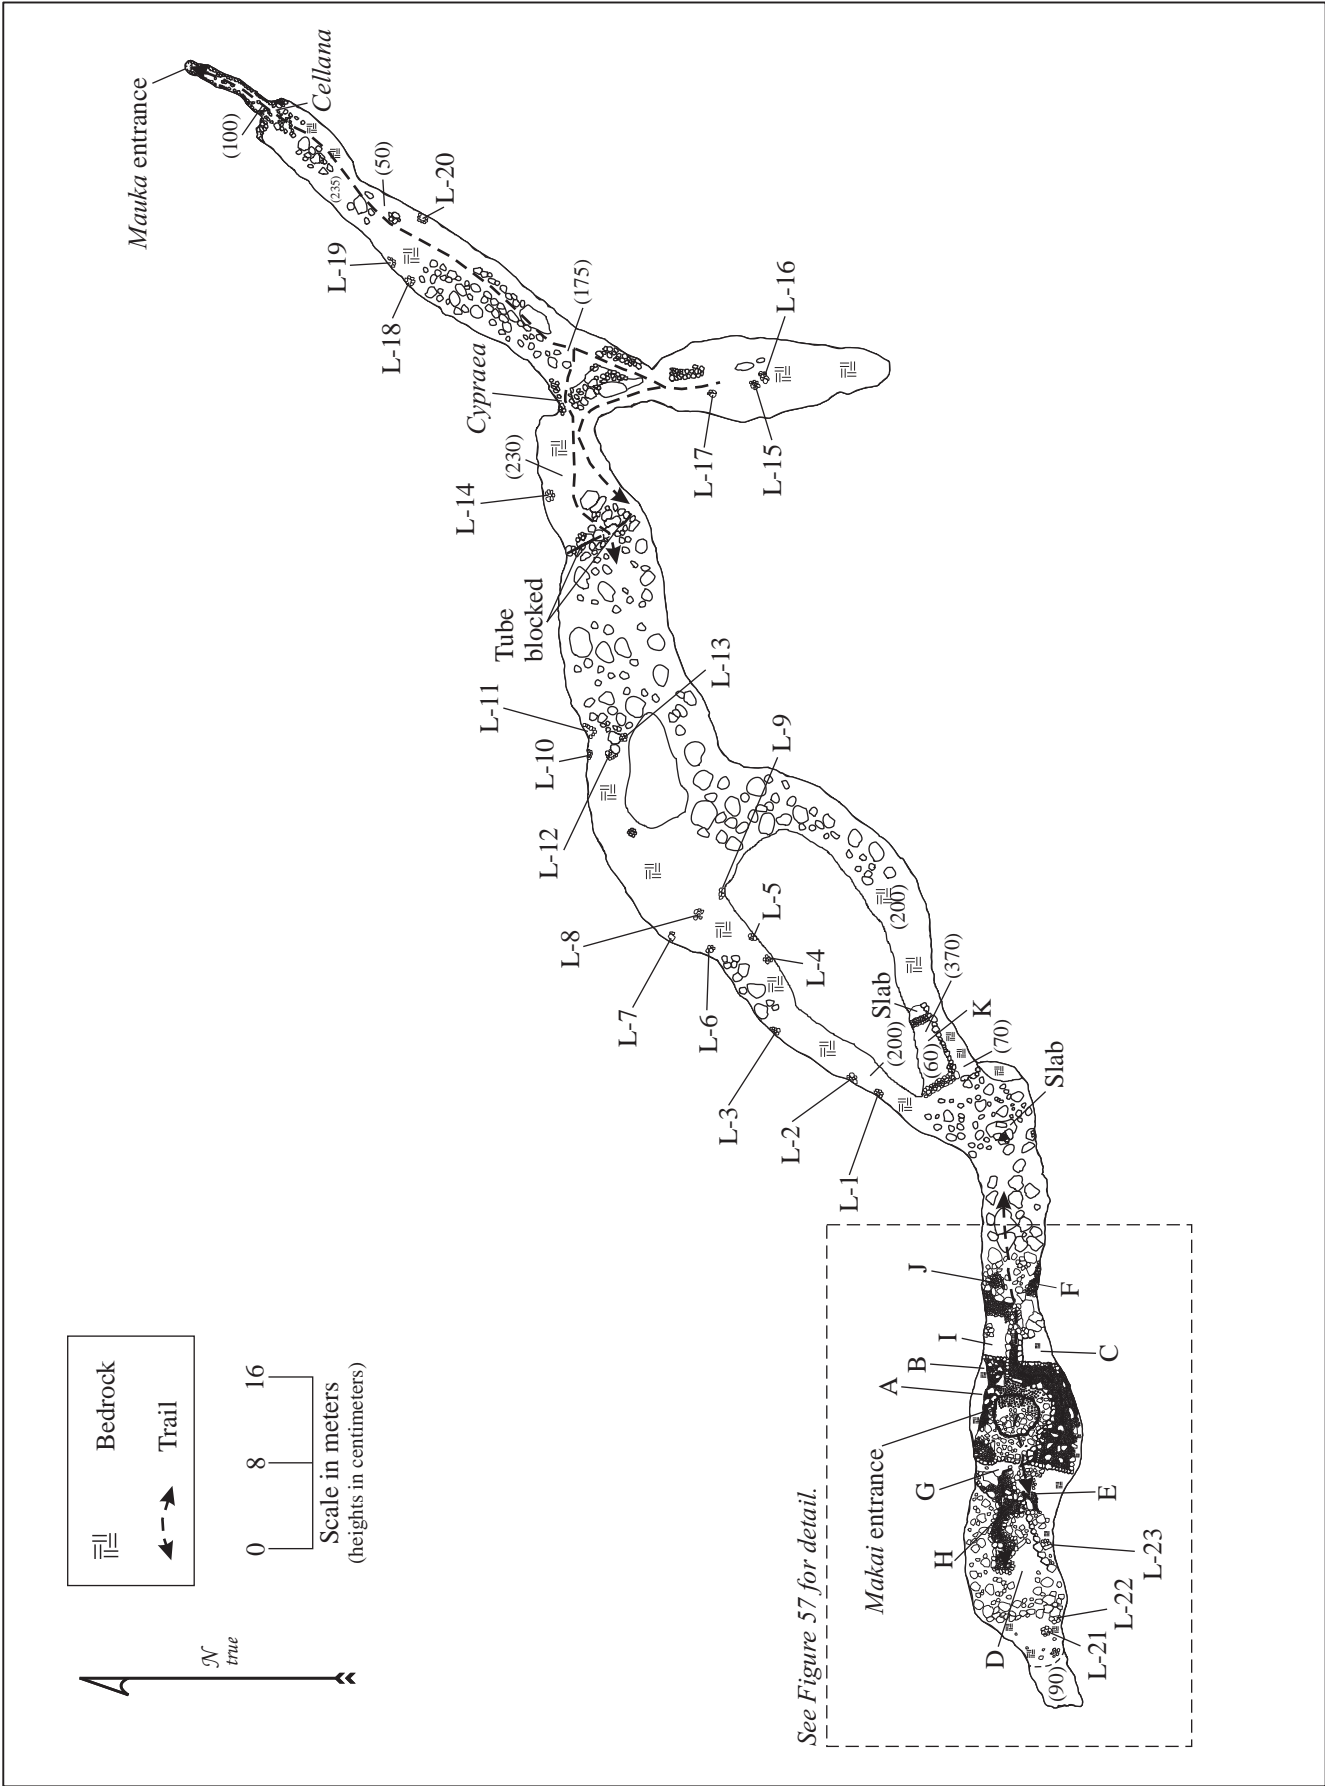 Mauka entrance
Cellana
(100)
(235)
(50)
L-20
L-19
L-18
(175)
Cypraea
L-16
L-15
L-17
(230)
L-14
Tube
blocked
L-13
L-11
L-10
L-12
L-9
L-8
L-7
L-6
L-5
L-4
L-3
L-2
L-1
(200)
(200)
Slab
(370)
(60)
K
(70)
Slab
Bedrock
Trail
0 8 16
Scale in meters
(heights in centimeters)
N
true
See Figure 57 for detail.
Makai entrance
J
F
I
B
A
C
G
E
H
D
L-23
L-22
L-21
(90)